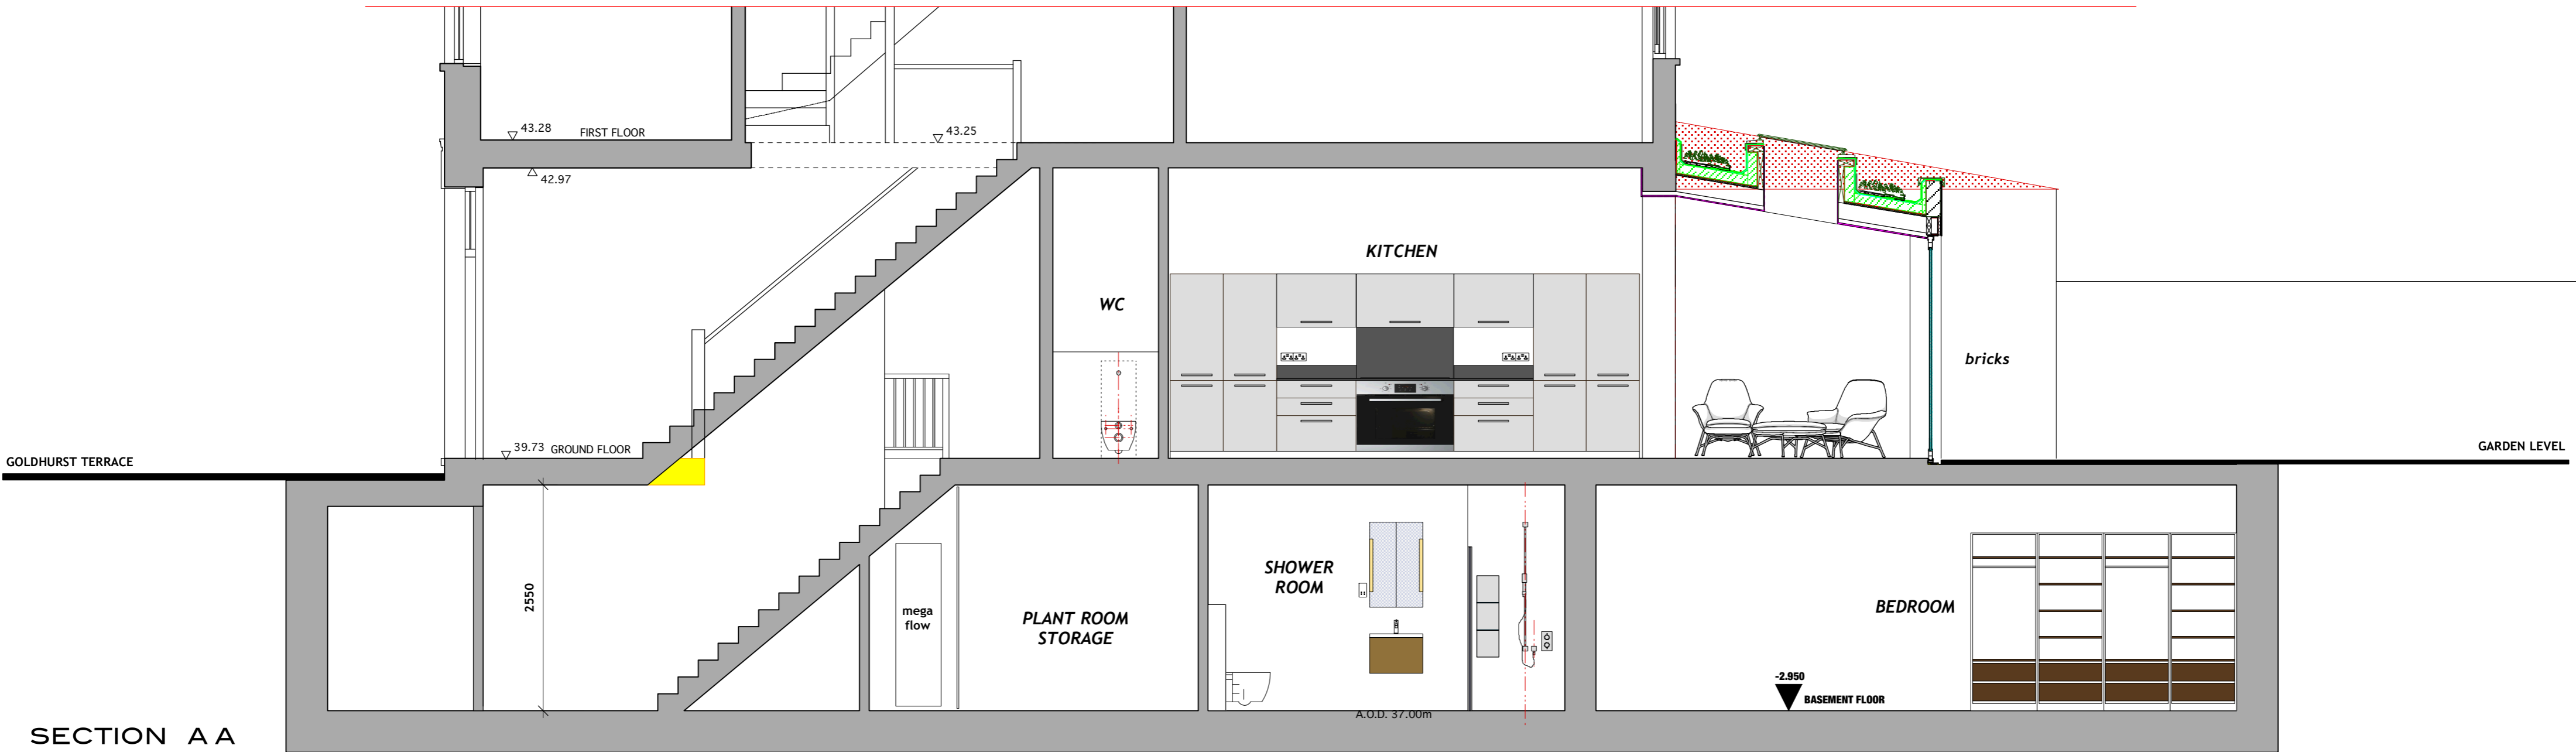 43.28
FIRST FLOOR
43.25
42.97
KITCHEN
WC
bricks
39.73 GROUND FLOOR
GOLDHURST TERRACE
GARDEN LEVEL
2550
mega
flow
PLANT ROOM
STORAGE
SHOWER
ROOM
BEDROOM
-2.950
BASEMENT FLOOR
A.O.D. 37.00m
SECTION AA